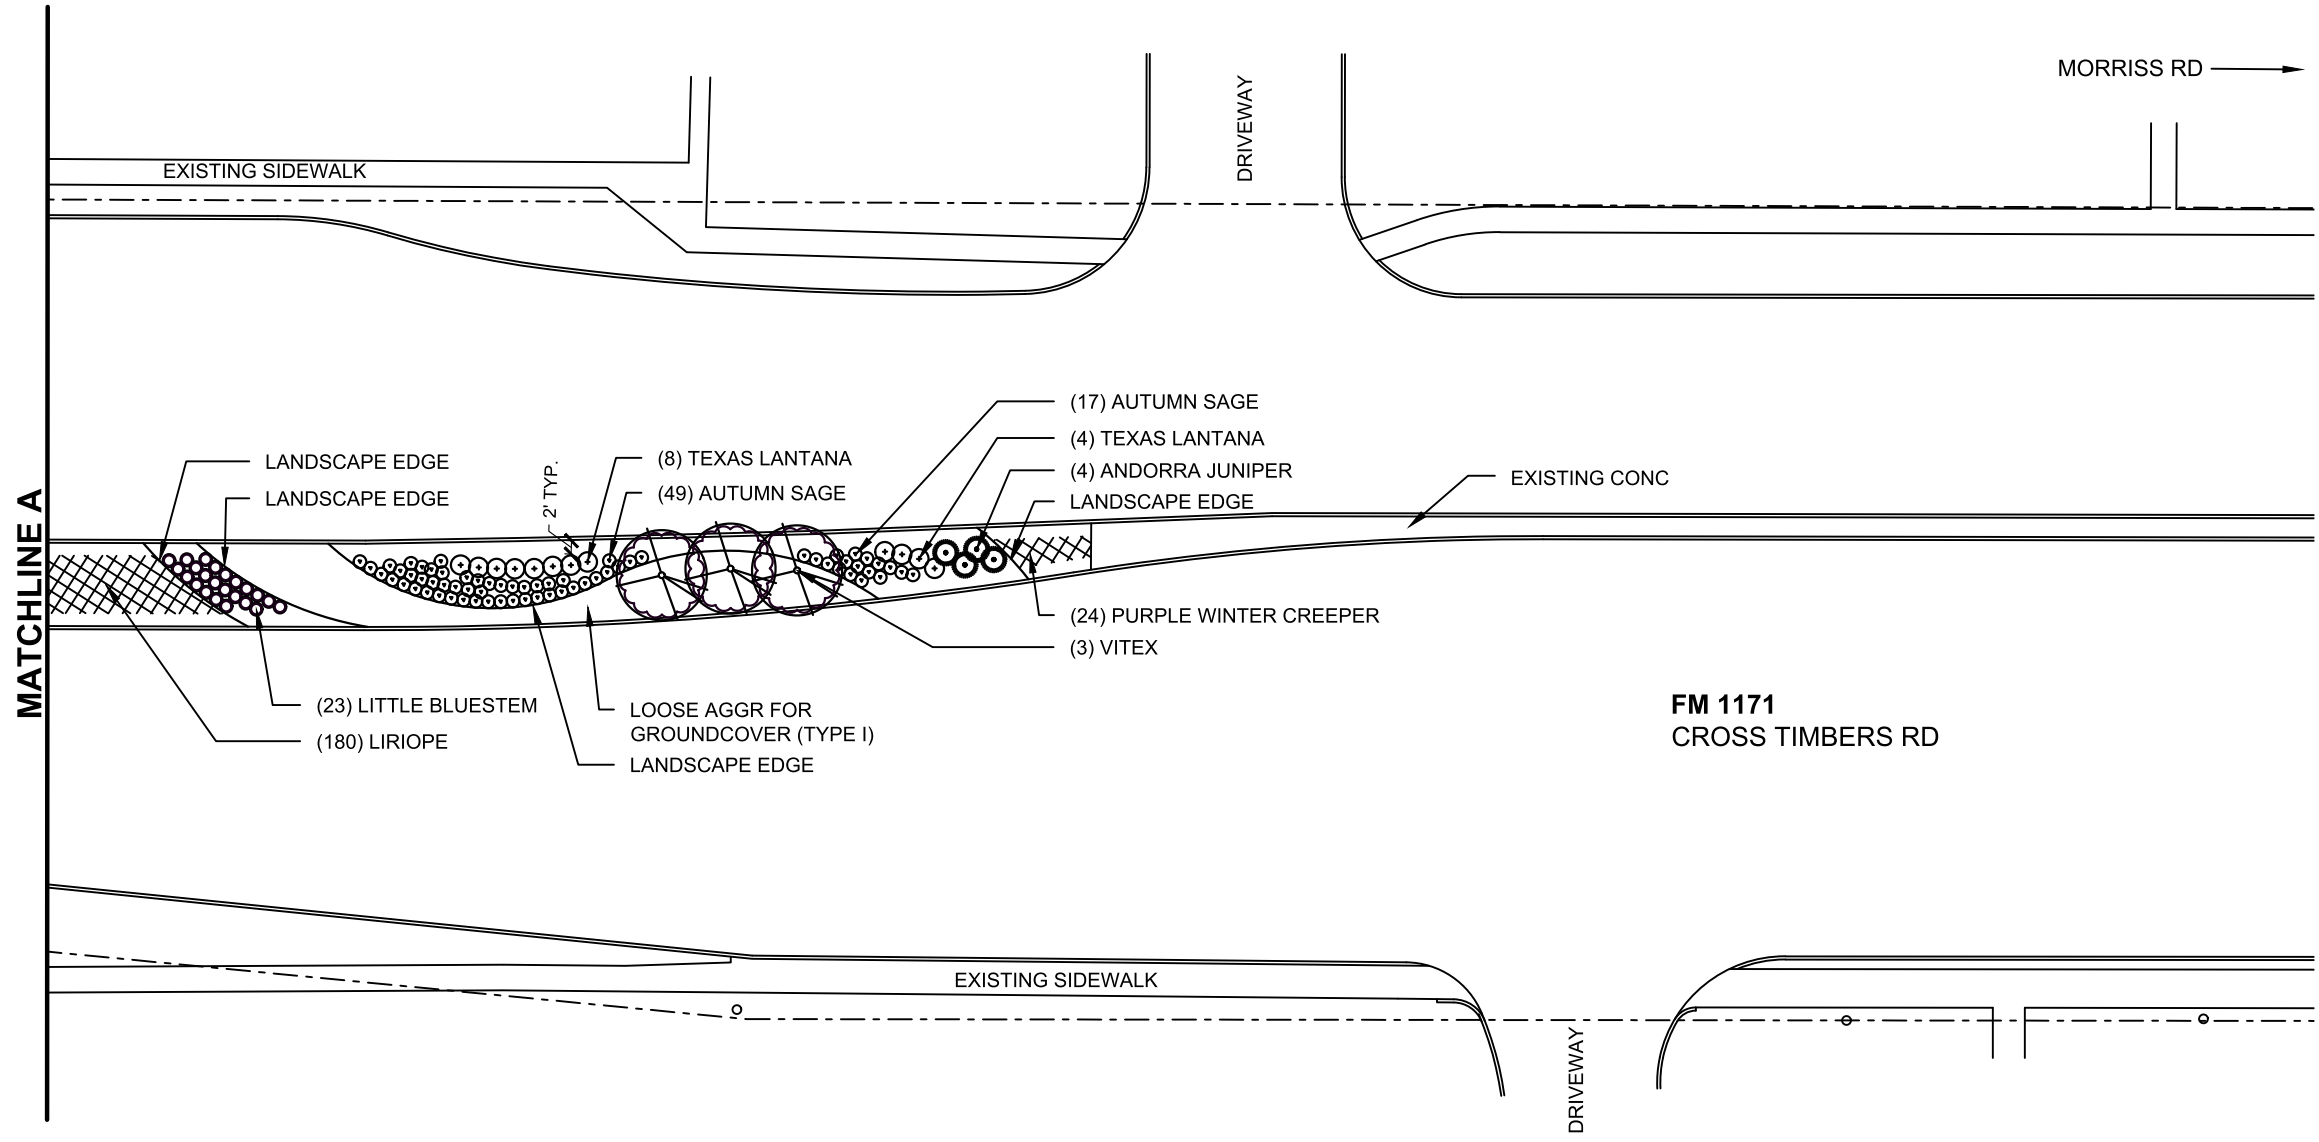 MORRISS RD
DRIVEWAY
EXISTING SIDEWALK
MATCHLINE A
LANDSCAPE EDGE
LANDSCAPE EDGE
2' TYP.
(8) TEXAS LANTANA
(49) AUTUMN SAGE
(17) AUTUMN SAGE
(4) TEXAS LANTANA
(4) ANDORRA JUNIPER
LANDSCAPE EDGE
EXISTING CONC
(24) PURPLE WINTER CREEPER
(3) VITEX
(23) LITTLE BLUESTEM
(180) LIRIOPE
LOOSE AGGR FOR
GROUNDCOVER (TYPE I)
LANDSCAPE EDGE
FM 1171
CROSS TIMBERS RD
EXISTING SIDEWALK
DRIVEWAY